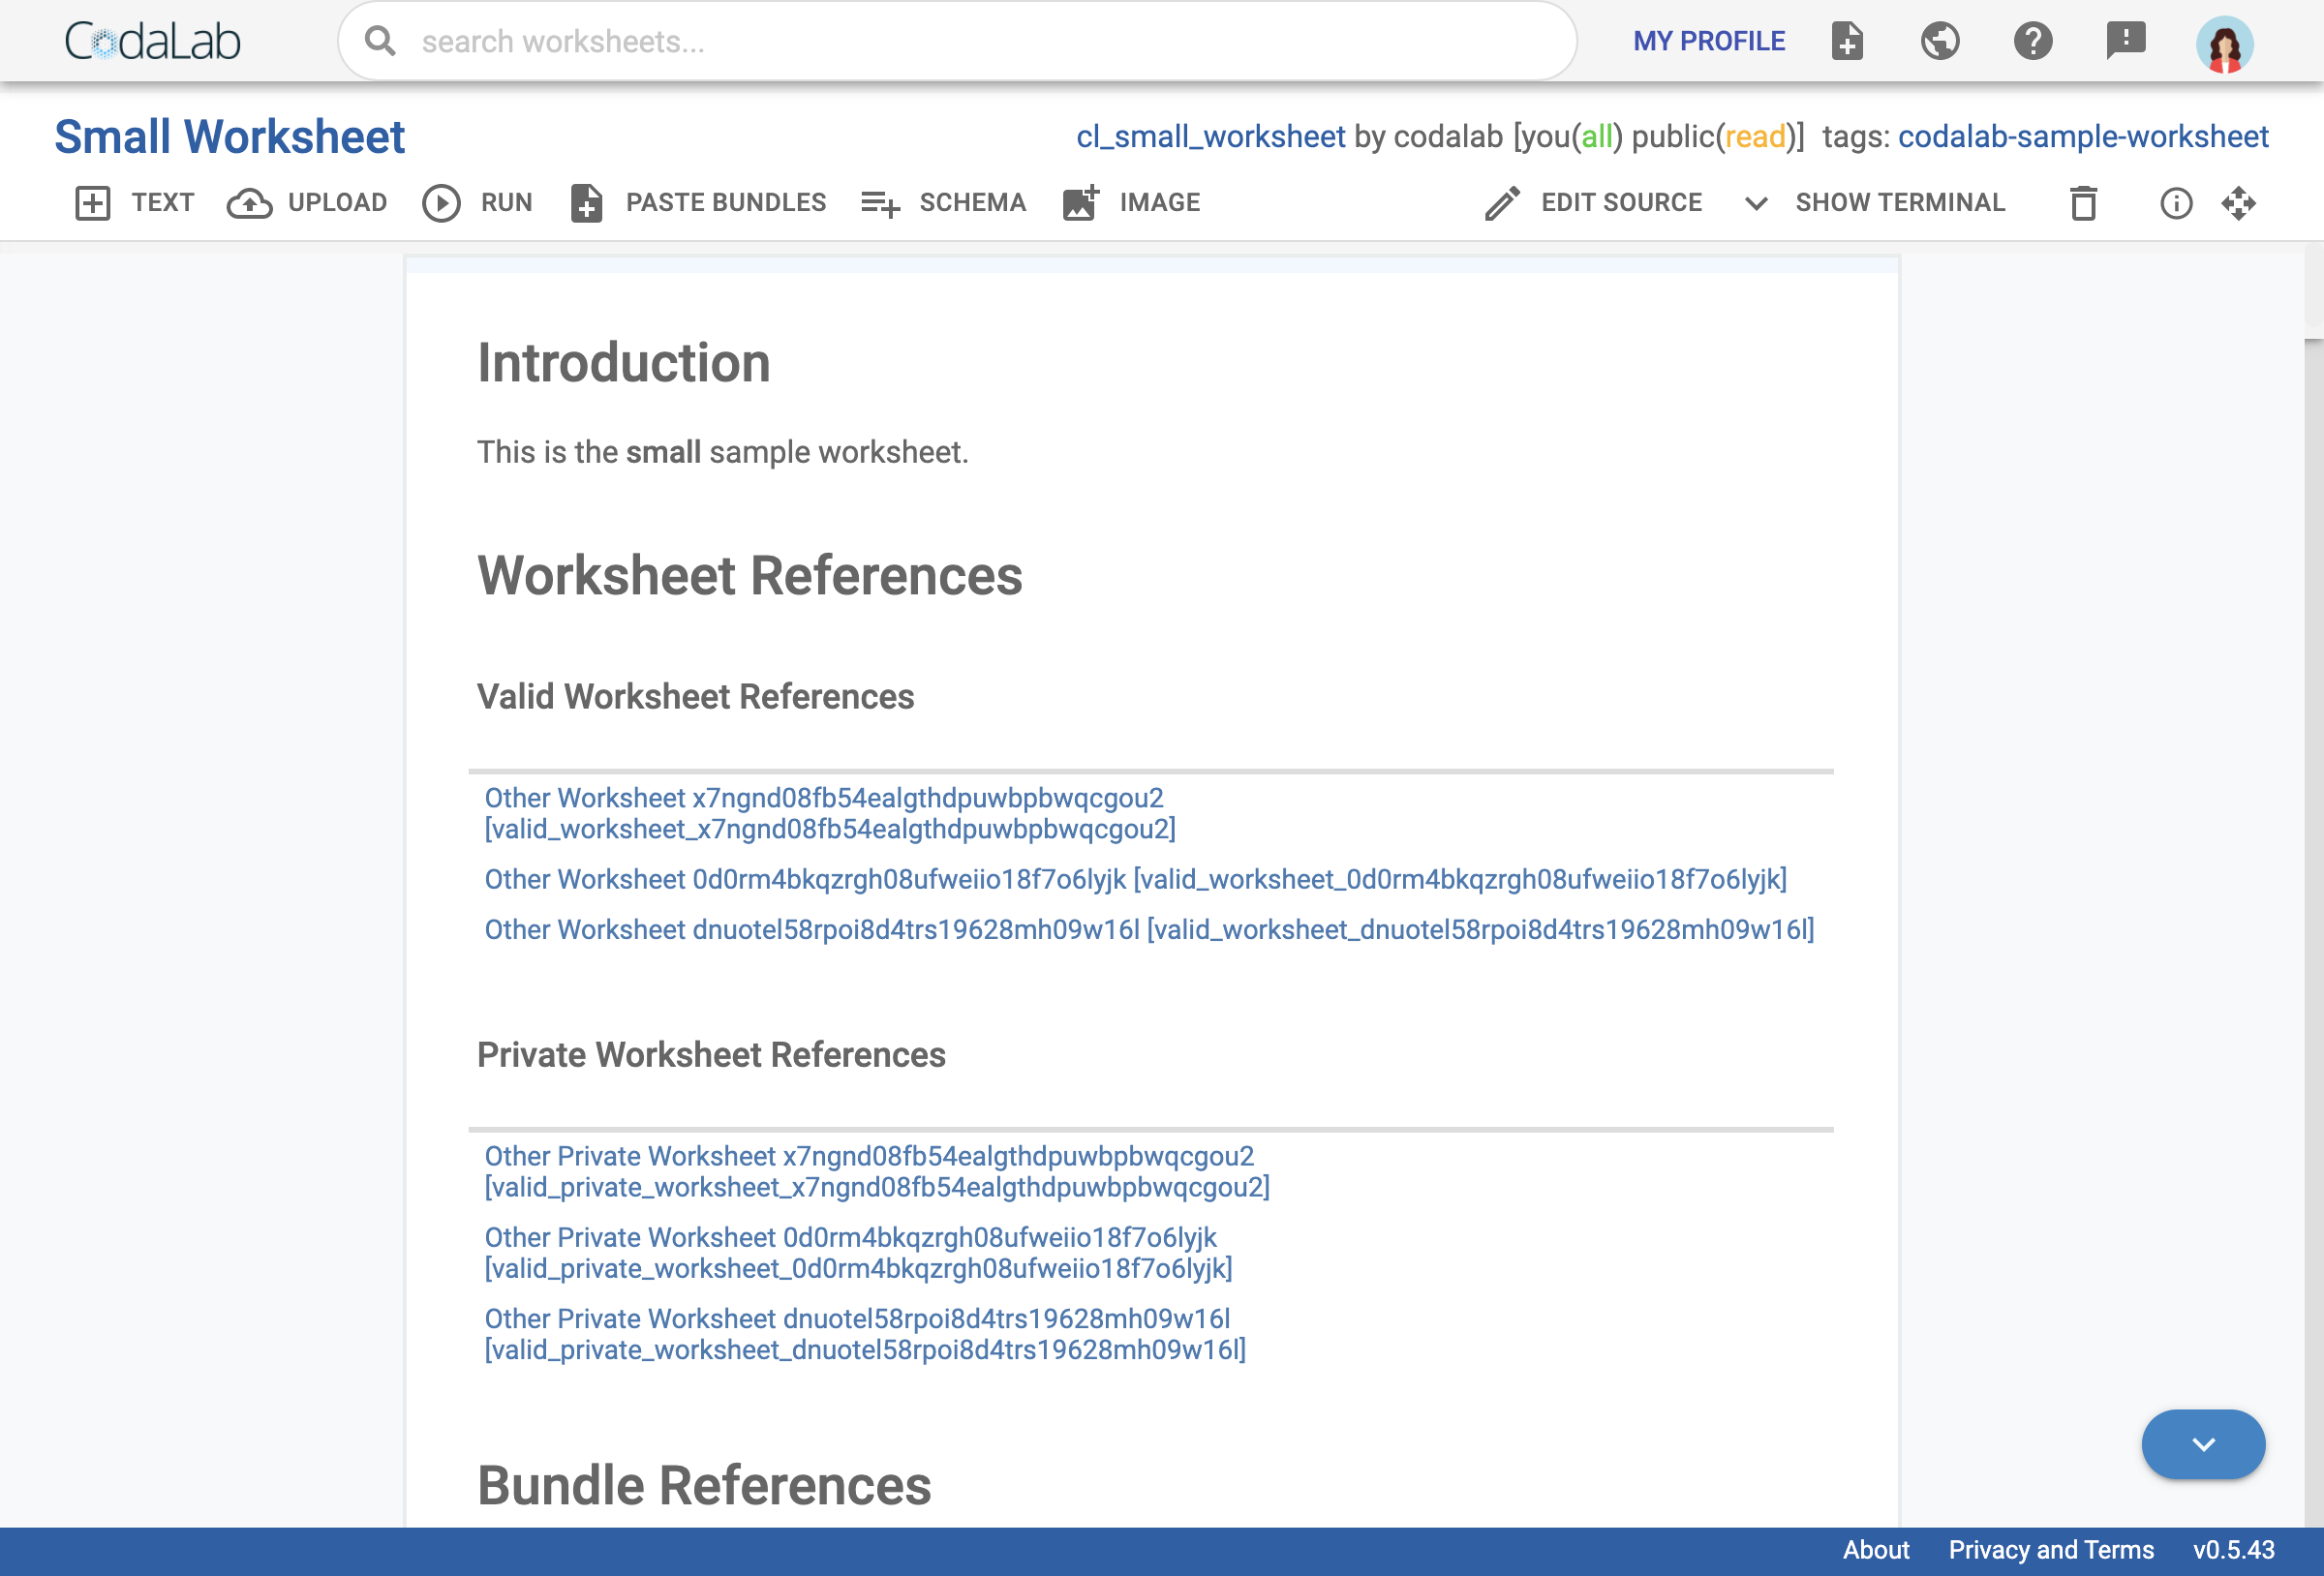 CodaLab
search worksheets...
MY PROFILE
Small Worksheet
cl_small_worksheet by codalab [you(all) public(read)] tags: codalab-sample-worksheet
TEXT UPLOAD RUN PASTE BUNDLES SCHEMA IMAGE EDIT SOURCE SHOW TERMINAL
Introduction
This is the small sample worksheet.
Worksheet References
Valid Worksheet References
Other Worksheet x7ngnd08fb54ealgthdpuwbpbwqcgou2
[valid_worksheet_x7ngnd08fb54ealgthdpuwbpbwqcgou2]
Other Worksheet 0d0rm4bkqzrgh08ufweiio18f7o6lyjk [valid_worksheet_0d0rm4bkqzrgh08ufweiio18f7o6lyjk]
Other Worksheet dnuotel58rpoi8d4trs19628mh09w16l [valid_worksheet_dnuotel58rpoi8d4trs19628mh09w16l]
Private Worksheet References
Other Private Worksheet x7ngnd08fb54ealgthdpuwbpbwqcgou2
[valid_private_worksheet_x7ngnd08fb54ealgthdpuwbpbwqcgou2]
Other Private Worksheet 0d0rm4bkqzrgh08ufweiio18f7o6lyjk
[valid_private_worksheet_0d0rm4bkqzrgh08ufweiio18f7o6lyjk]
Other Private Worksheet dnuotel58rpoi8d4trs19628mh09w16l
[valid_private_worksheet_dnuotel58rpoi8d4trs19628mh09w16l]
Bundle References
About Privacy and Terms v0.5.43